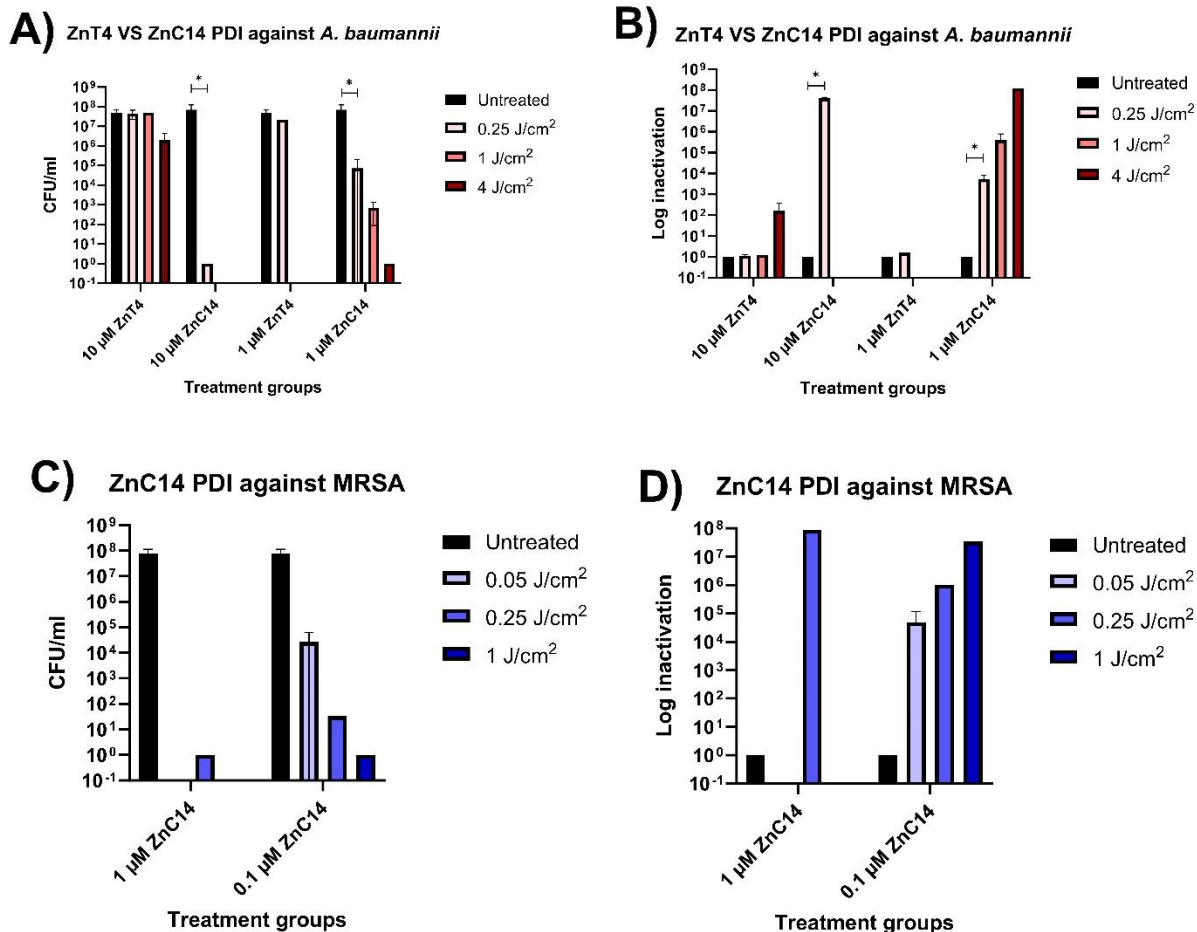 A) ZnT4 VS ZnC14 PDI against A. baumannii
CFU/ml
10⁹
10⁸
10⁷
10⁶
10⁵
10⁴
10³
10²
10¹
10⁰
10⁻¹
*
*
Untreated
0.25 J/cm²
1 J/cm²
4 J/cm²
10 µM ZnT4
10 µM ZnC14
1 µM ZnT4
1 µM ZnC14
Treatment groups
B) ZnT4 VS ZnC14 PDI against A. baumannii
Log inactivation
10⁹
10⁸
10⁷
10⁶
10⁵
10⁴
10³
10²
10¹
10⁰
10⁻¹
*
*
Untreated
0.25 J/cm²
1 J/cm²
4 J/cm²
10 µM ZnT4
10 µM ZnC14
1 µM ZnT4
1 µM ZnC14
Treatment groups
C) ZnC14 PDI against MRSA
CFU/ml
10⁹
10⁸
10⁷
10⁶
10⁵
10⁴
10³
10²
10¹
10⁰
10⁻¹
Untreated
0.05 J/cm²
0.25 J/cm²
1 J/cm²
1 µM ZnC14
0.1 µM ZnC14
Treatment groups
D) ZnC14 PDI against MRSA
Log inactivation
10⁸
10⁷
10⁶
10⁵
10⁴
10³
10²
10¹
10⁰
10⁻¹
Untreated
0.05 J/cm²
0.25 J/cm²
1 J/cm²
1 µM ZnC14
0.1 µM ZnC14
Treatment groups